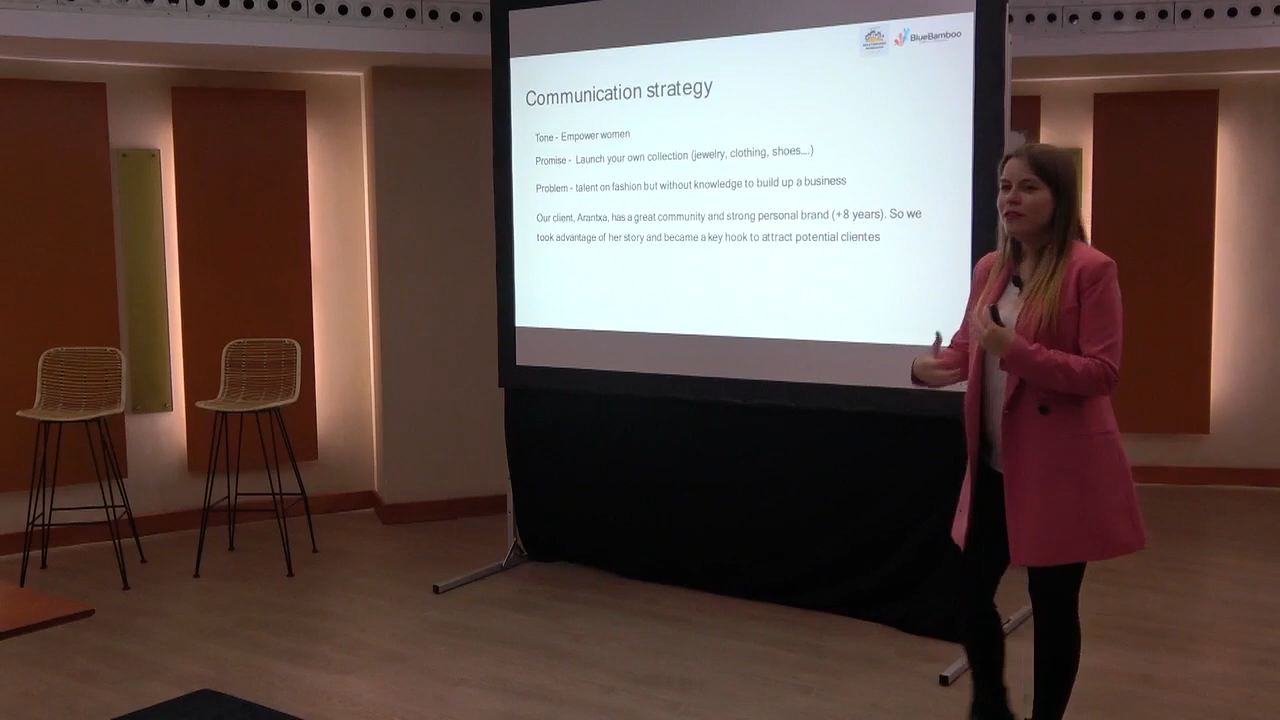 BlueBamboo
Communication strategy
Tone - Empower women
Promise - Launch your own collection (jewelry, clothing, shoes...)
Problem - talent on fashion but without knowledge to build up a business
Our client, Arantxa, has a great community and strong personal brand (+8 years). So we
took advantage of her story and became a key hook to attract potential clientes